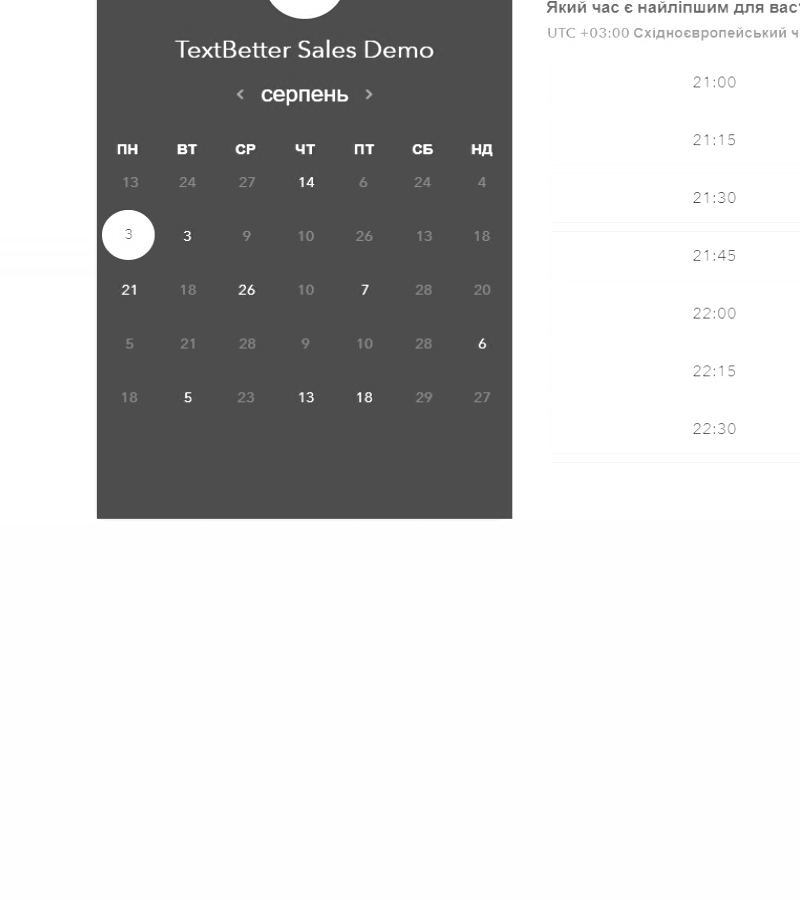 TextBetter Sales Demo
< серпень >
ПН ВТ СР ЧТ ПТ СБ НД
13 24 27 14 6 24 4
3 3 9 10 26 13 18
21 18 26 10 7 28 20
5 21 28 9 10 28 6
18 5 23 13 18 29 27
Який час є найліпшим для вас
UTC +03:00 Східноєвропейський
21:00
21:15
21:30
21:45
22:00
22:15
22:30